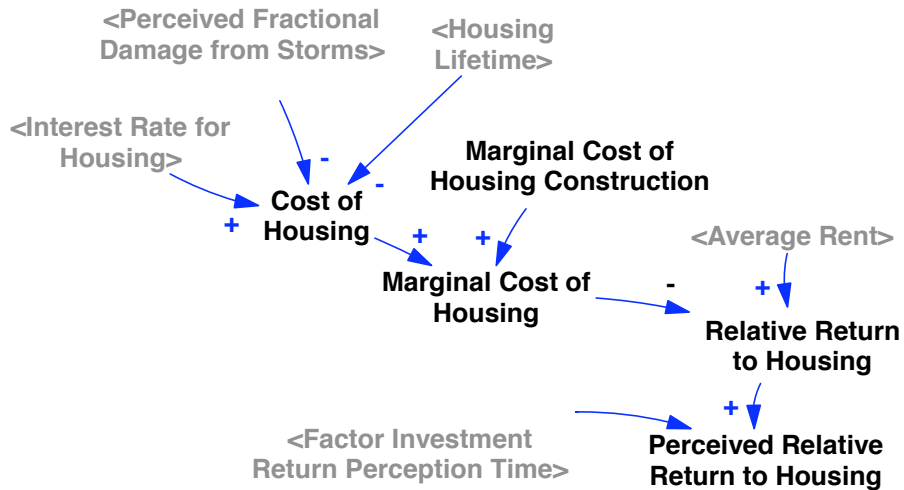 <Perceived Fractional
Damage from Storms>
<Housing
Lifetime>
<Interest Rate for
Housing>
Marginal Cost of
Housing Construction
-
-
Cost of
Housing
+
+
+
<Average Rent>
Marginal Cost of
Housing
-
+
Relative Return
to Housing
+
<Factor Investment
Return Perception Time>
Perceived Relative
Return to Housing